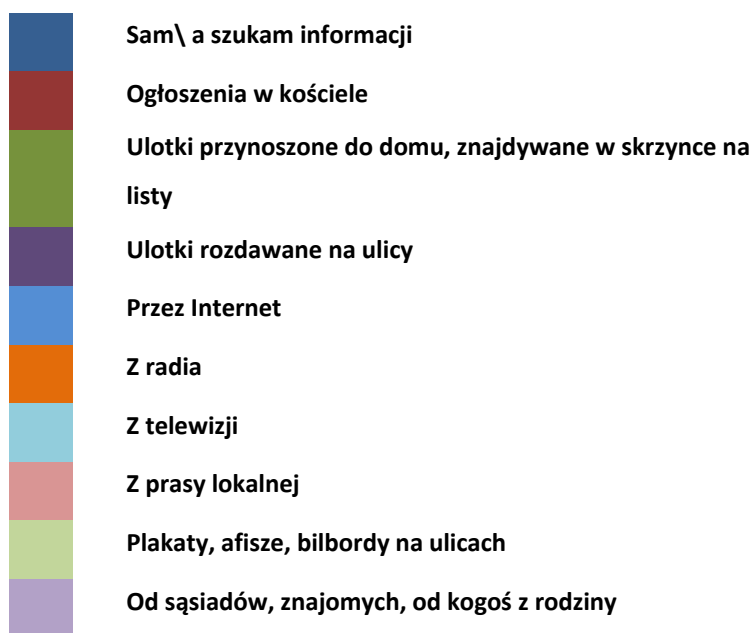 Sam\ a szukam informacji
Ogłoszenia w kościele
Ulotki przynoszone do domu, znajdywane w skrzynce na
listy
Ulotki rozdawane na ulicy
Przez Internet
Z radia
Z telewizji
Z prasy lokalnej
Plakaty, afisze, bilbordy na ulicach
Od sąsiadów, znajomych, od kogoś z rodziny